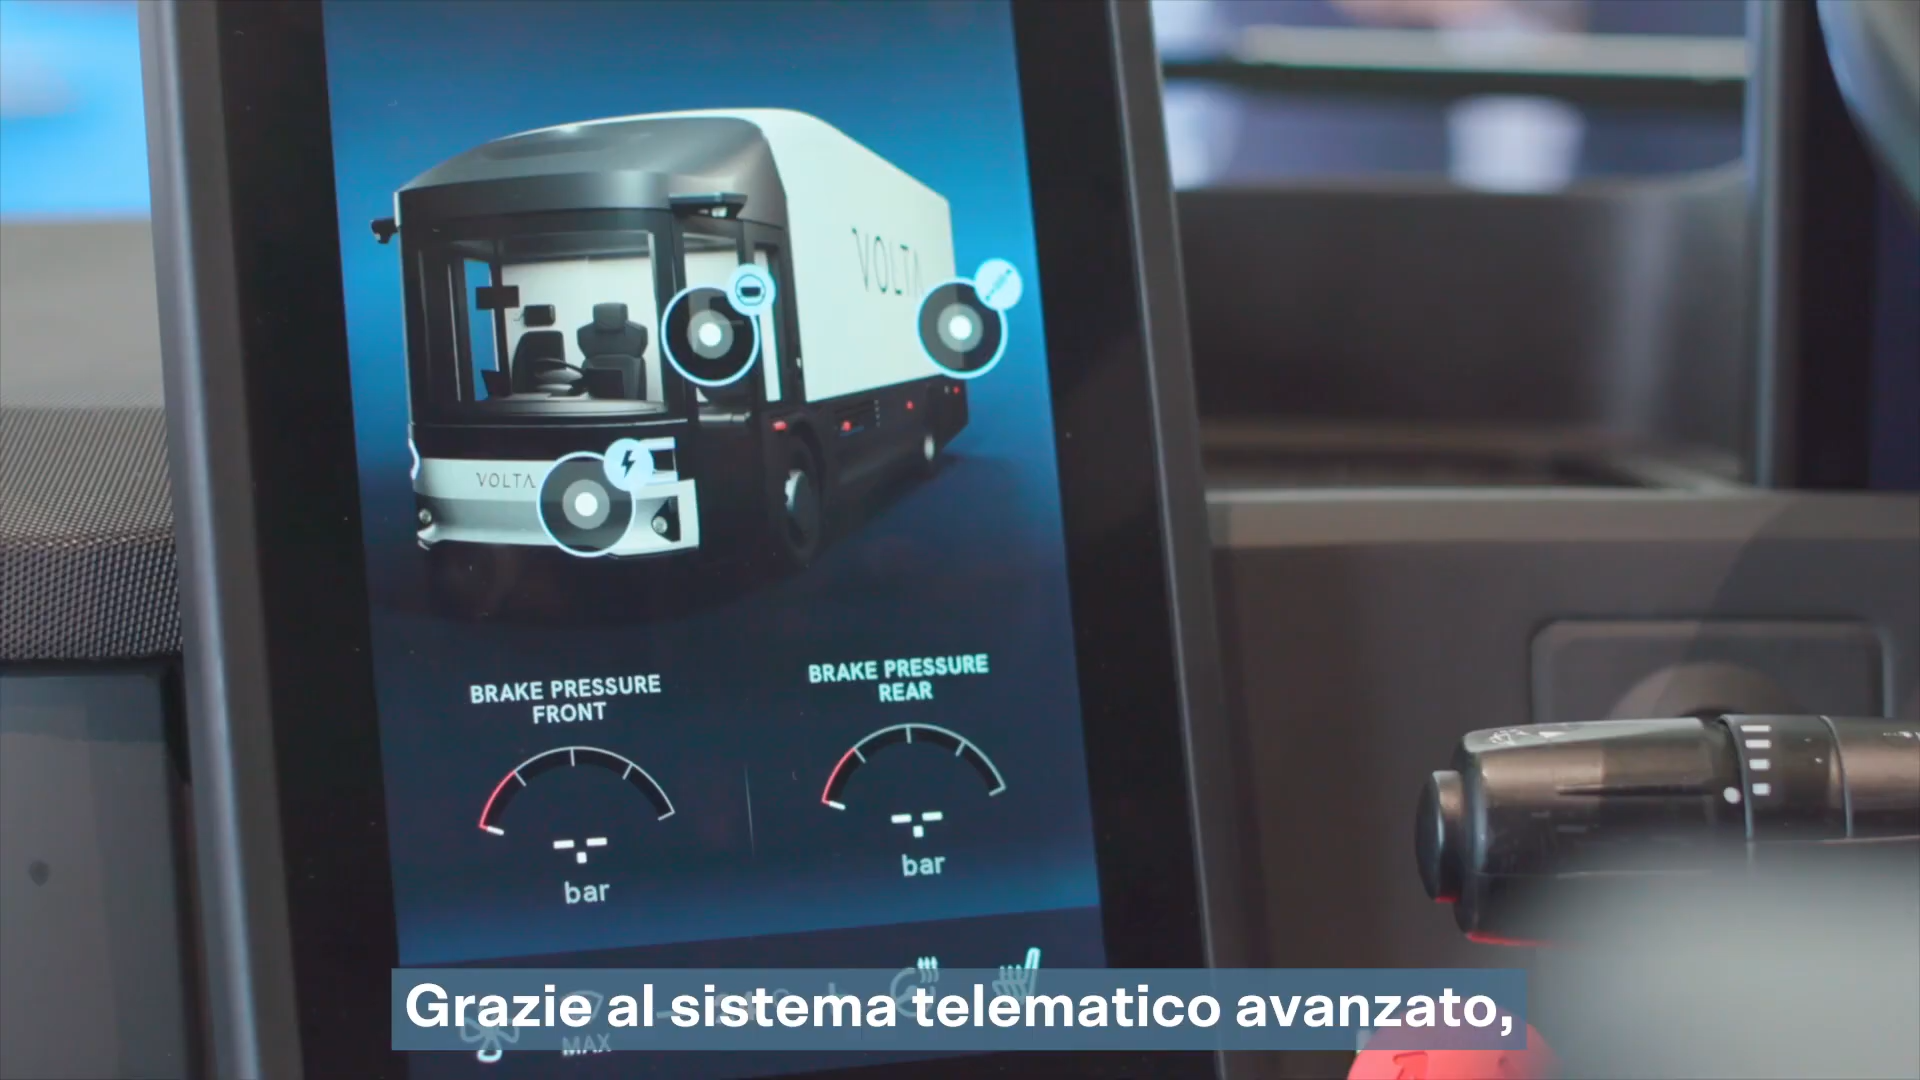 VOLTA
VOLTA
BRAKE PRESSURE
FRONT
BRAKE PRESSURE
REAR
bar
bar
Grazie al sistema telematico avanzato,
MAX